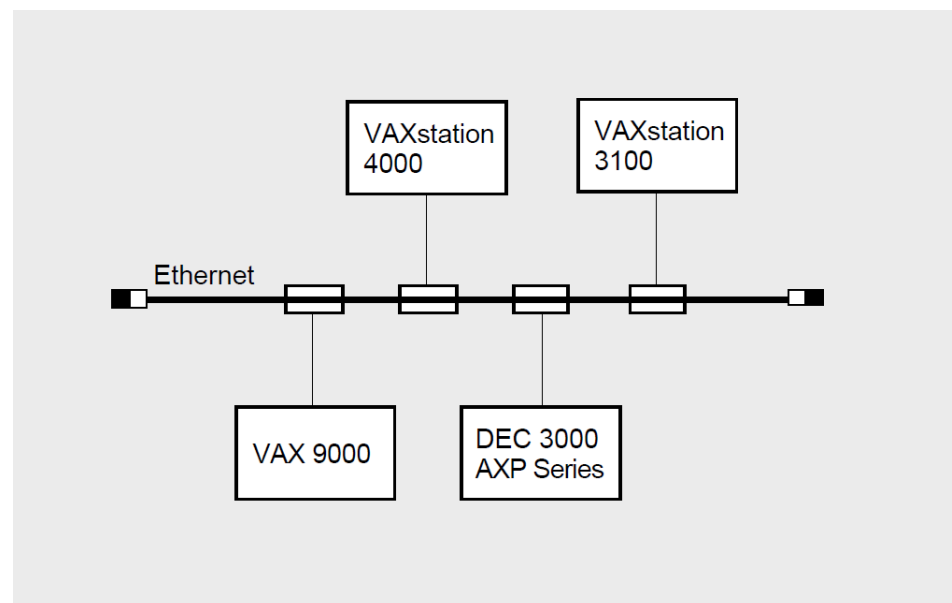 VAXstation
4000
VAXstation
3100
Ethernet
VAX 9000
DEC 3000
AXP Series